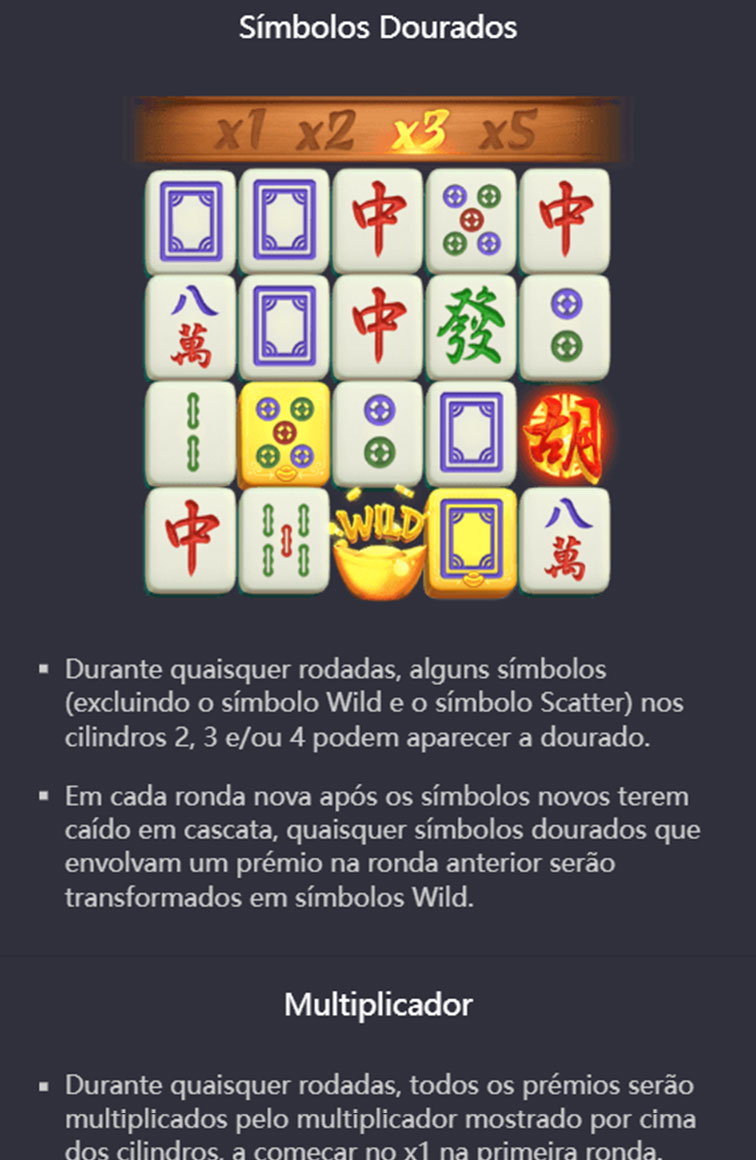 Símbolos Dourados
x1 x2 x3 x5
中 中
八萬 中 發
胡
中 WILD 八萬
▪ Durante quaisquer rodadas, alguns símbolos
(excluindo o símbolo Wild e o símbolo Scatter) nos
cilindros 2, 3 e/ou 4 podem aparecer a dourado.
▪ Em cada ronda nova após os símbolos novos terem
caído em cascata, quaisquer símbolos dourados que
envolvam um prémio na ronda anterior serão
transformados em símbolos Wild.
Multiplicador
▪ Durante quaisquer rodadas, todos os prémios serão
multiplicados pelo multiplicador mostrado por cima
dos cilindros, a começar no x1 na primeira ronda.